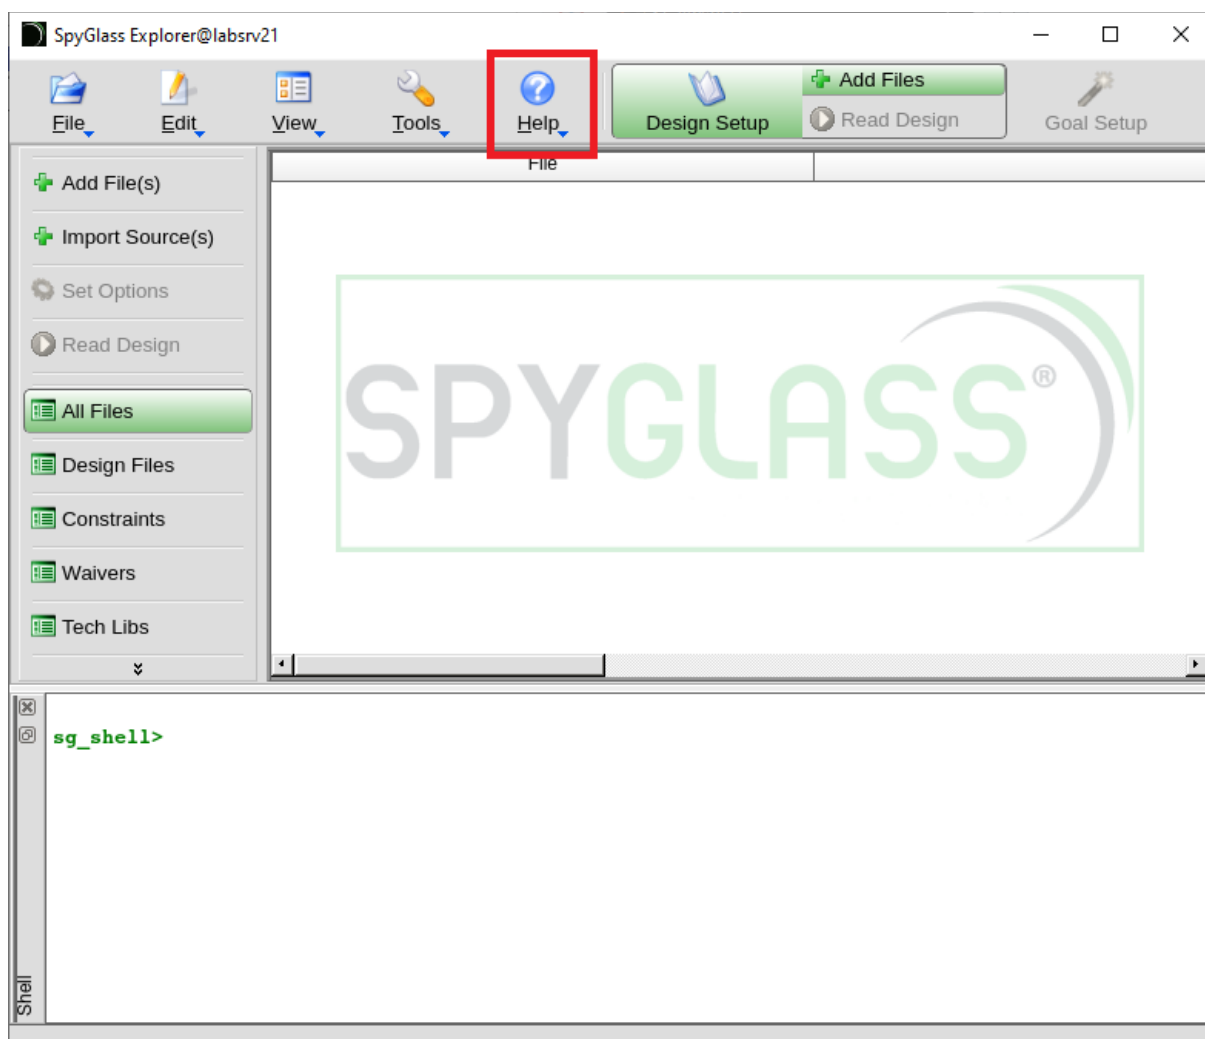 SpyGlass Explorer@labsrv21
File
Edit
View
Tools
Help
Design Setup
Add Files
Read Design
Goal Setup
Add File(s)
Import Source(s)
Set Options
Read Design
All Files
Design Files
Constraints
Waivers
Tech Libs
File
SPYGLASS®
sg_shell>
Shell